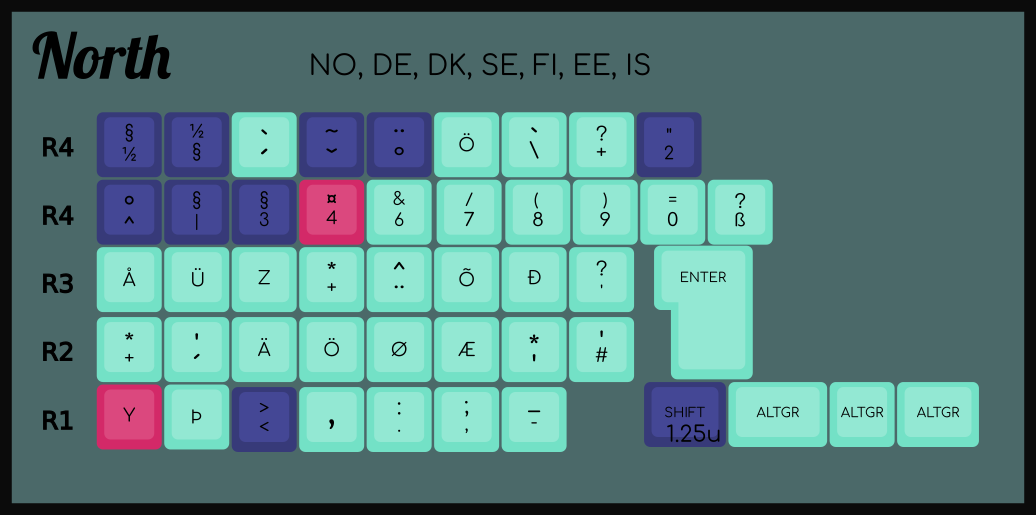 North
NO, DE, DK, SE, FI, EE, IS
R4
§ ½
½ §
` ´
~ ˘
¨ °
Ö
` \
? +
" 2
R4
° ^
§ |
§ 3
¤ 4
& 6
/ 7
( 8
) 9
= 0
? ß
R3
Å
Ü
Z
* +
^ ¨
Õ
Đ
? '
ENTER
R2
* +
' ´
Ä
Ö
Ø
Æ
* '
' #
R1
Y
Þ
> <
,
: .
; ,
_ -
SHIFT
1.25u
ALTGR
ALTGR
ALTGR